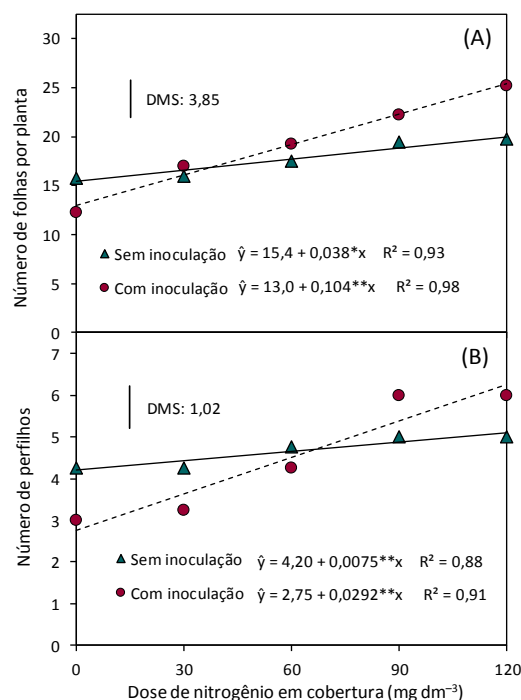 30
(A)
25
DMS: 3,85
20
15
10
Sem inoculação ŷ = 15,4 + 0,038*x R² = 0,93
5
Com inoculação ŷ = 13,0 + 0,104**x R² = 0,98
0
Número de folhas por planta
7
(B)
6
DMS: 1,02
5
4
3
2
Sem inoculação ŷ = 4,20 + 0,0075**x R² = 0,88
1
Com inoculação ŷ = 2,75 + 0,0292**x R² = 0,91
0
Número de perfilhos
0 30 60 90 120
Dose de nitrogênio em cobertura (mg dm⁻³)